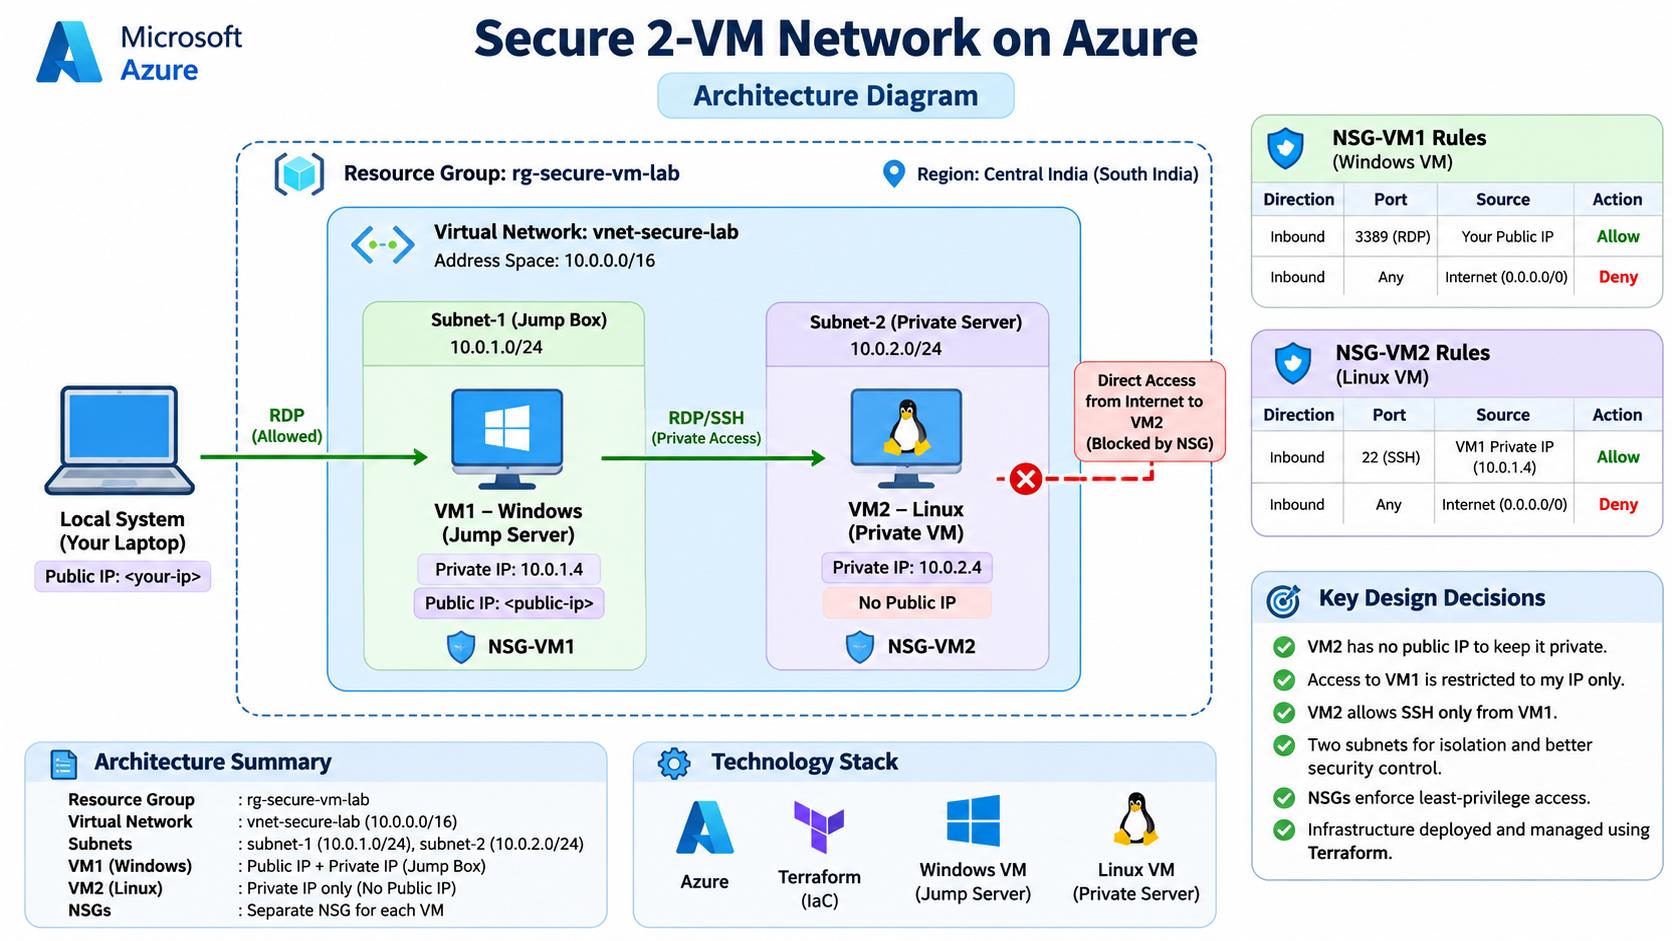 Microsoft
Azure
Secure 2-VM Network on Azure
Architecture Diagram
Resource Group: rg-secure-vm-lab
Region: Central India (South India)
Virtual Network: vnet-secure-lab
Address Space: 10.0.0.0/16
Subnet-1 (Jump Box)
10.0.1.0/24
Subnet-2 (Private Server)
10.0.2.0/24
RDP
(Allowed)
RDP/SSH
(Private Access)
Direct Access
from Internet to
VM2
(Blocked by NSG)
Local System
(Your Laptop)
Public IP: <your-ip>
VM1 – Windows
(Jump Server)
Private IP: 10.0.1.4
Public IP: <public-ip>
NSG-VM1
VM2 – Linux
(Private VM)
Private IP: 10.0.2.4
No Public IP
NSG-VM2
NSG-VM1 Rules
(Windows VM)
Direction Port Source Action
Inbound 3389 (RDP) Your Public IP Allow
Inbound Any Internet (0.0.0.0/0) Deny
NSG-VM2 Rules
(Linux VM)
Direction Port Source Action
Inbound 22 (SSH) VM1 Private IP
(10.0.1.4) Allow
Inbound Any Internet (0.0.0.0/0) Deny
Key Design Decisions
VM2 has no public IP to keep it private.
Access to VM1 is restricted to my IP only.
VM2 allows SSH only from VM1.
Two subnets for isolation and better
security control.
NSGs enforce least-privilege access.
Infrastructure deployed and managed using
Terraform.
Architecture Summary
Resource Group : rg-secure-vm-lab
Virtual Network : vnet-secure-lab (10.0.0.0/16)
Subnets : subnet-1 (10.0.1.0/24), subnet-2 (10.0.2.0/24)
VM1 (Windows) : Public IP + Private IP (Jump Box)
VM2 (Linux) : Private IP only (No Public IP)
NSGs : Separate NSG for each VM
Technology Stack
Azure
Terraform
(IaC)
Windows VM
(Jump Server)
Linux VM
(Private Server)